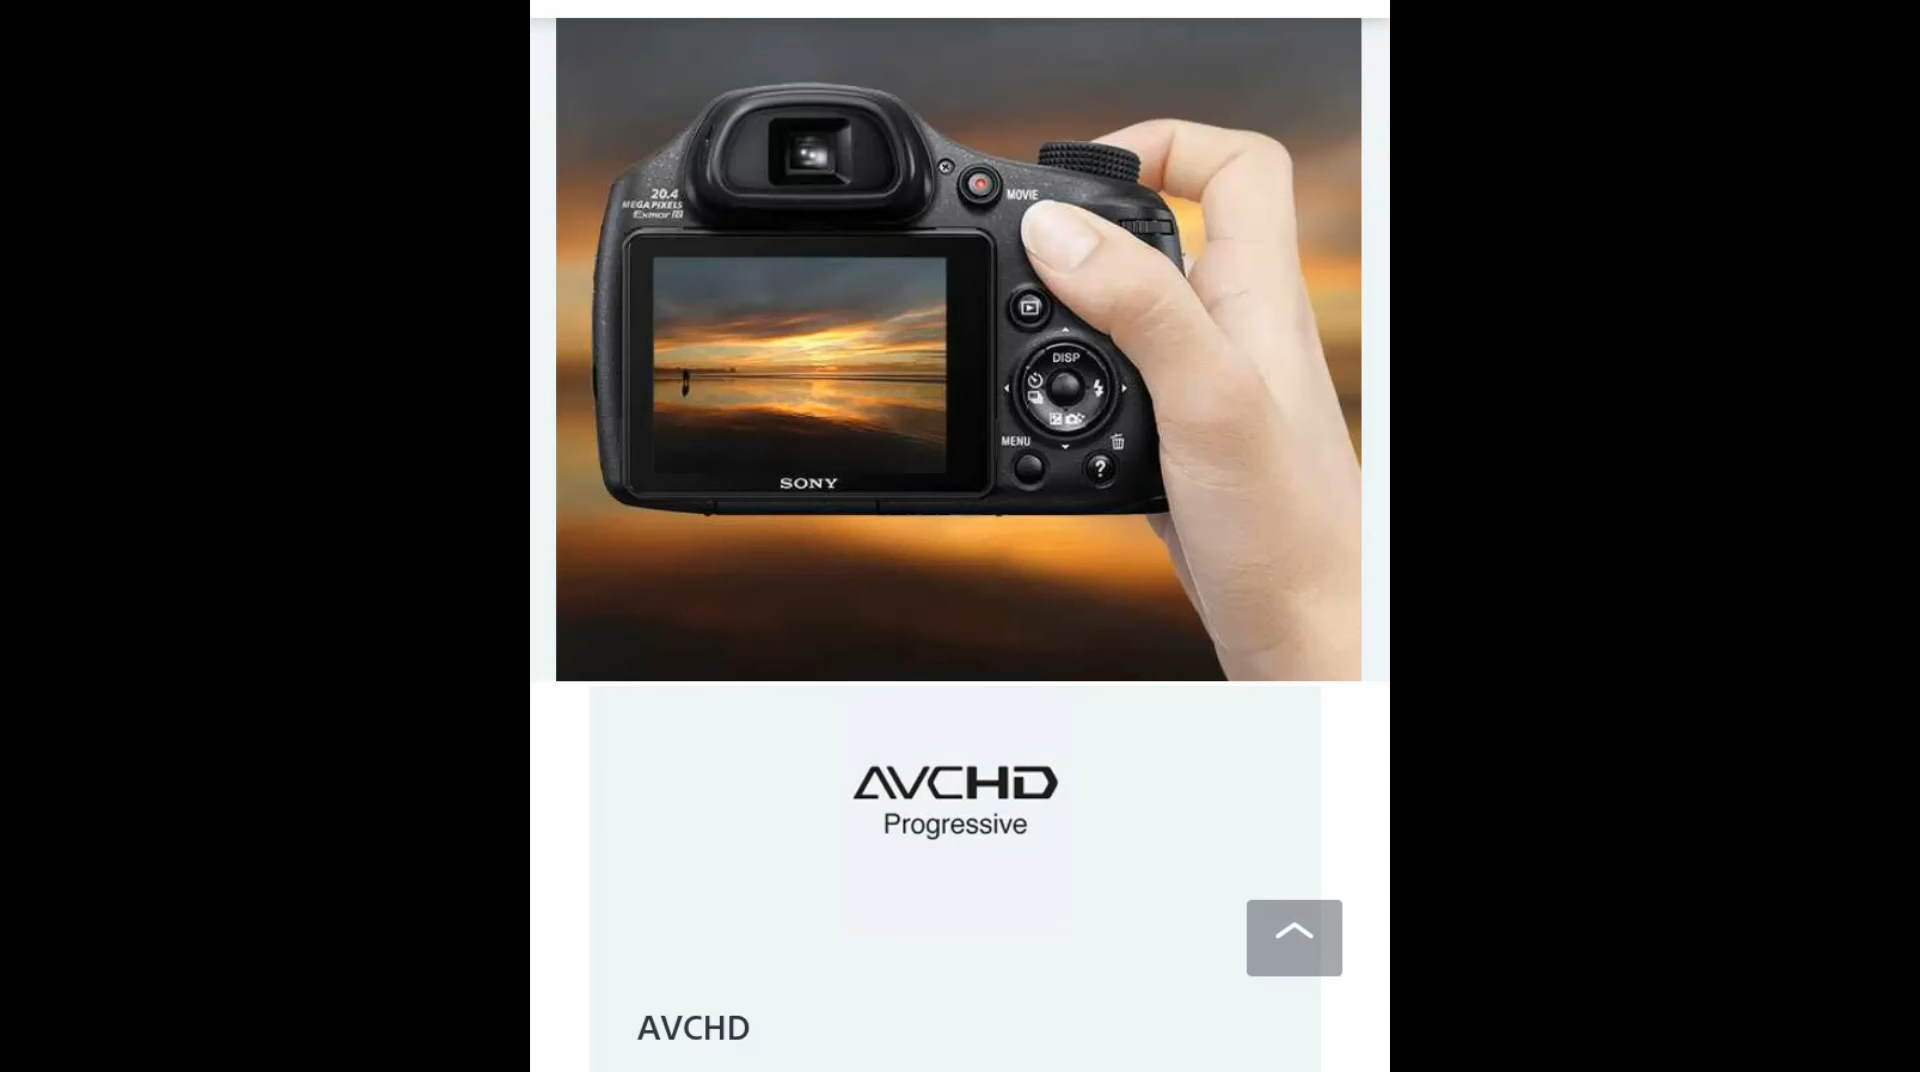 20.4
MEGA PIXELS
Exmor R
MOVIE
DISP
MENU
?
SONY
AVCHD
Progressive
AVCHD